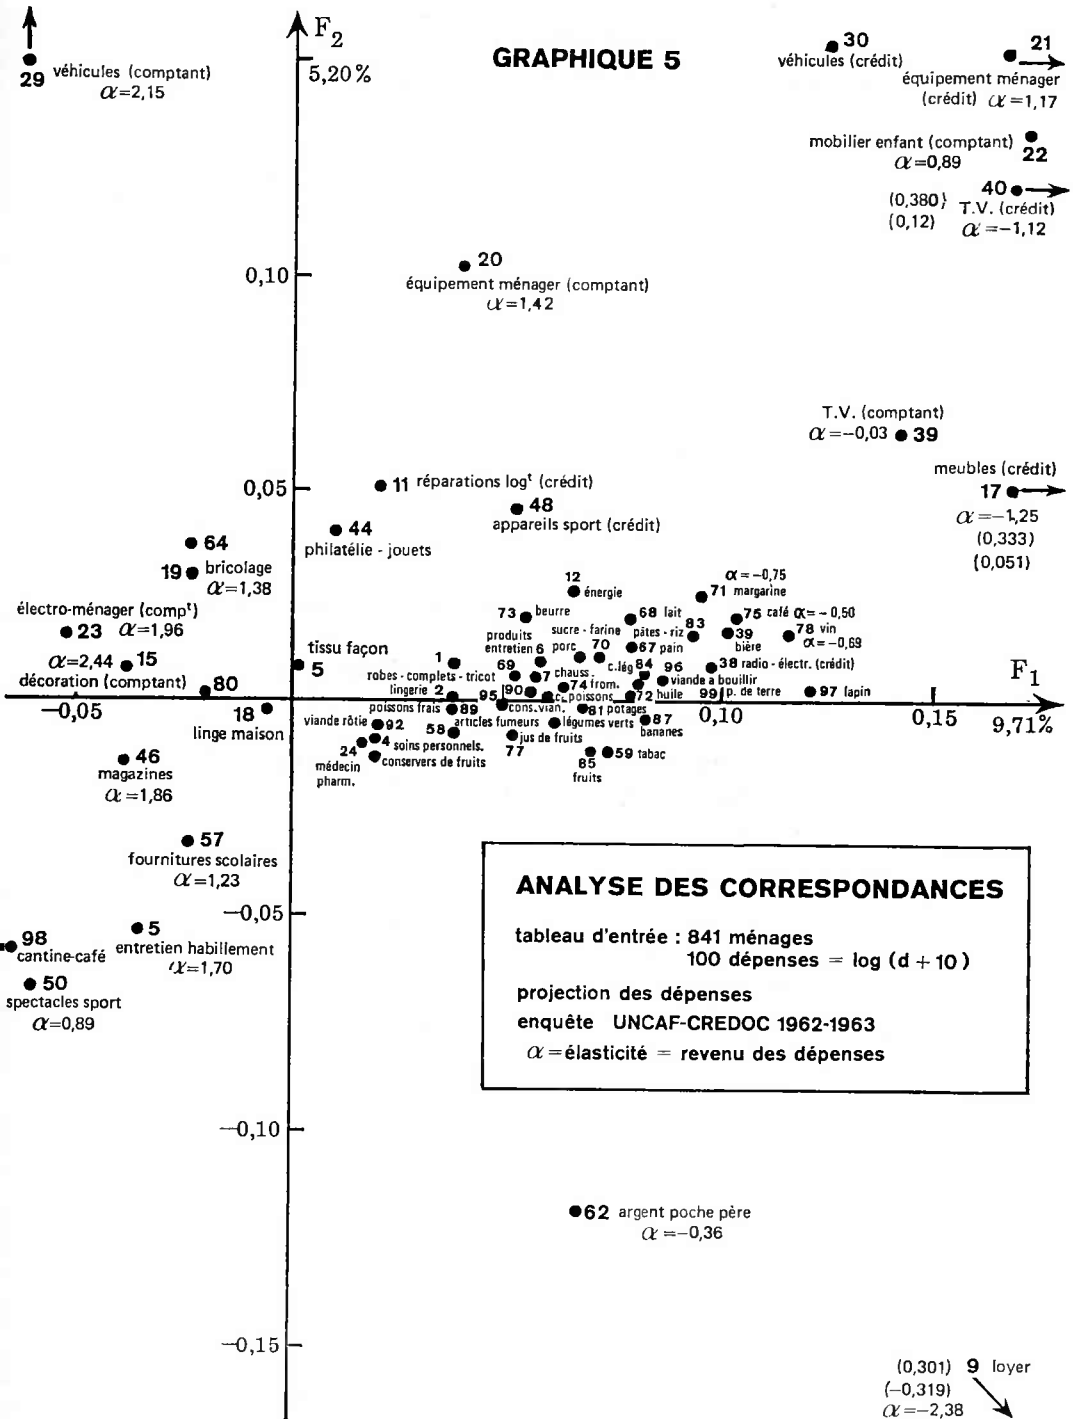 F2
5,20%
GRAPHIQUE 5
29 véhicules (comptant)
α=2,15
30
véhicules (crédit)
21
équipement ménager
(crédit) α=1,17
mobilier enfant (comptant)
α=0,89 22
40
(0,380)
(0,12)
T.V. (crédit)
α=-1,12
0,10
20
équipement ménager (comptant)
α=1,42
T.V. (comptant)
α=-0,03 39
meubles (crédit)
17
α=-1,25
(0,333)
(0,051)
0,05
11 réparations logt (crédit)
48
appareils sport (crédit)
44
philatélie - jouets
64
19 bricolage
α=1,38
électro-ménager (compt)
23 α=1,96
α=2,44 15
décoration (comptant)
80
tissu façon
5
12
énergie
α=-0,75
71 margarine
73 beurre
68 lait
83
75 café α=-0,50
39
bière
78 vin
α=-0,69
produits
entretien 6
sucre - farine
porc 70
pâtes - riz
67 pain
1
69
7 chauss.
c.lég 84
96
38 radio - électr. (crédit)
robes - complets - tricot
74 from.
viande a bouillir
lingerie 2
95
90
poissons
72 huile
99 p. de terre
97 lapin
F1
9,71%
-0,05
0,10
0,15
18
linge maison
poissons frais 89
cons.vian.
81 potages
viande rôtie 92
58
articles fumeurs
légumes verts
87
bananes
4 soins personnels.
77
jus de fruits
24
médecin
pharm.
conservers de fruits
85
fruits
59 tabac
46
magazines
α=1,86
57
fournitures scolaires
α=1,23
-0,05
98
cantine-café
5
entretien habillement
α=1,70
50
spectacles sport
α=0,89
ANALYSE DES CORRESPONDANCES
tableau d'entrée : 841 ménages
100 dépenses = log (d+10)
projection des dépenses
enquête UNCAF-CREDOC 1962-1963
α=élasticité = revenu des dépenses
-0,10
62 argent poche père
α=-0,36
-0,15
(0,301) 9 loyer
(-0,319)
α=-2,38